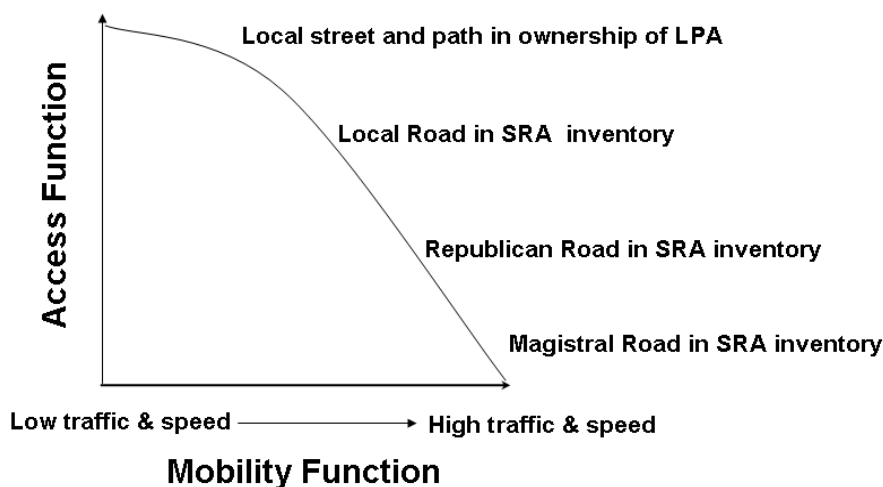 Local street and path in ownership of LPA
Local Road in SRA inventory
Republican Road in SRA inventory
Magistral Road in SRA inventory
Access Function
Low traffic & speed
High traffic & speed
Mobility Function